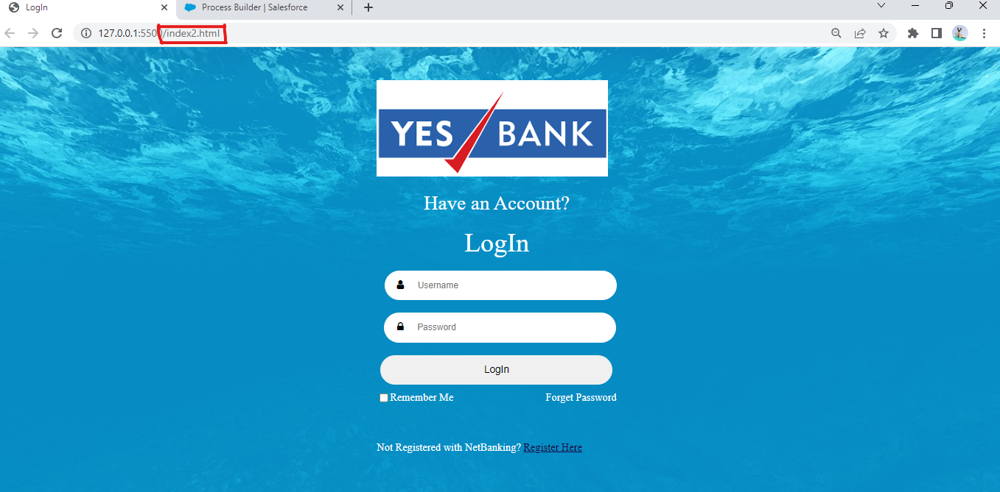 LogIn
Process Builder | Salesforce
127.0.0.1:5500/index2.html
YES BANK
Have an Account?
LogIn
Username
Password
LogIn
Remember Me
Forget Password
Not Registered with NetBanking? Register Here